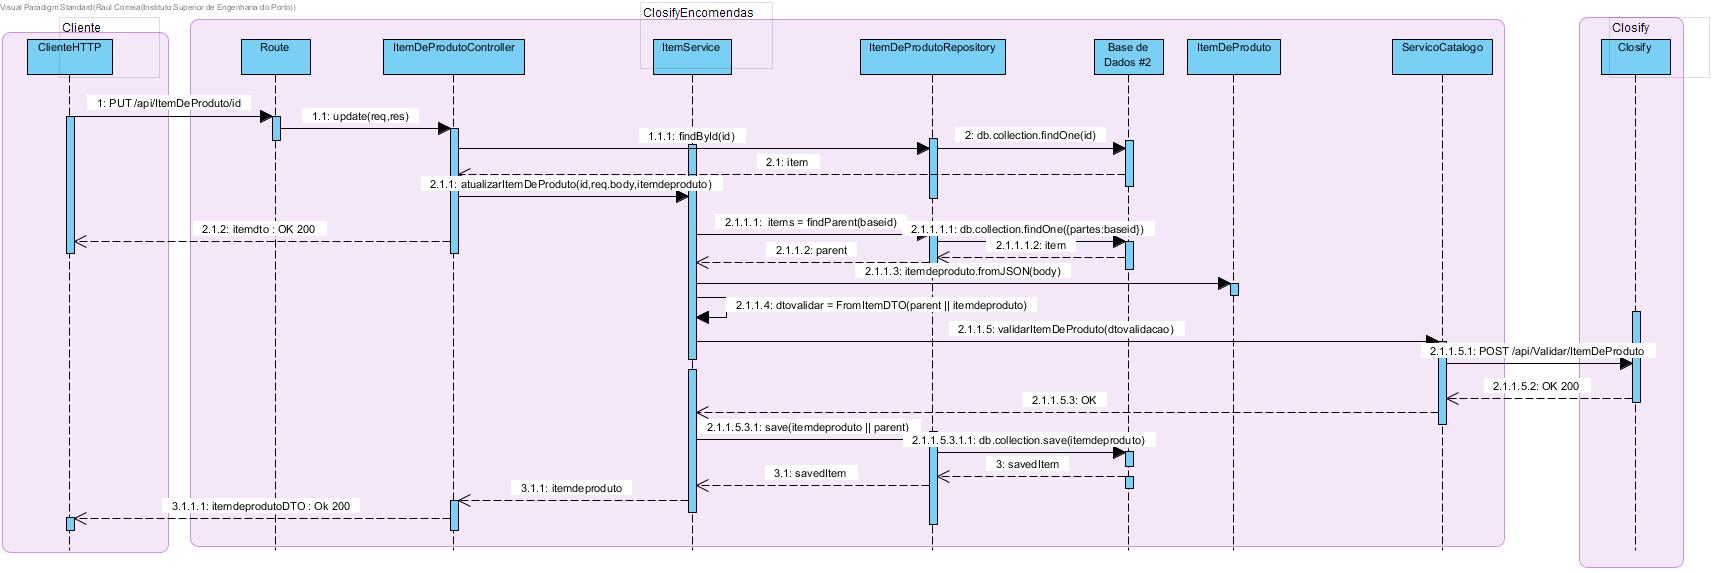 Visual Paradigm Standard(Raúl Correia(Instituto Superior de Engenharia do Porto))
Cliente
ClosifyEncomendas
Closify
ClienteHTTP
Route
ItemDeProdutoController
ItemService
ItemDeProdutoRepository
Base de
Dados #2
ItemDeProduto
ServicoCatalogo
Closify
1: PUT /api/ItemDeProduto/id
1.1: update(req,res)
1.1.1: findById(id)
2: db.collection.findOne(id)
2.1: item
2.1.1: atualizarItemDeProduto(id,req.body,itemdeproduto)
2.1.1.1: items = findParent(baseid)
2.1.2: itemdto : OK 200
2.1.1.1.1: db.collection.findOne({partes:baseid})
2.1.1.1.2: item
2.1.1.2: parent
2.1.1.3: itemdeproduto.fromJSON(body)
2.1.1.4: dtovalidar = FromItemDTO(parent || itemdeproduto)
2.1.1.5: validarItemDeProduto(dtovalidacao)
2.1.1.5.1: POST /api/Validar/ItemDeProduto
2.1.1.5.2: OK 200
2.1.1.5.3: OK
2.1.1.5.3.1: save(itemdeproduto || parent)
2.1.1.5.3.1.1: db.collection.save(itemdeproduto)
3: savedItem
3.1: savedItem
3.1.1: itemdeproduto
3.1.1.1: itemdeprodutoDTO : Ok 200